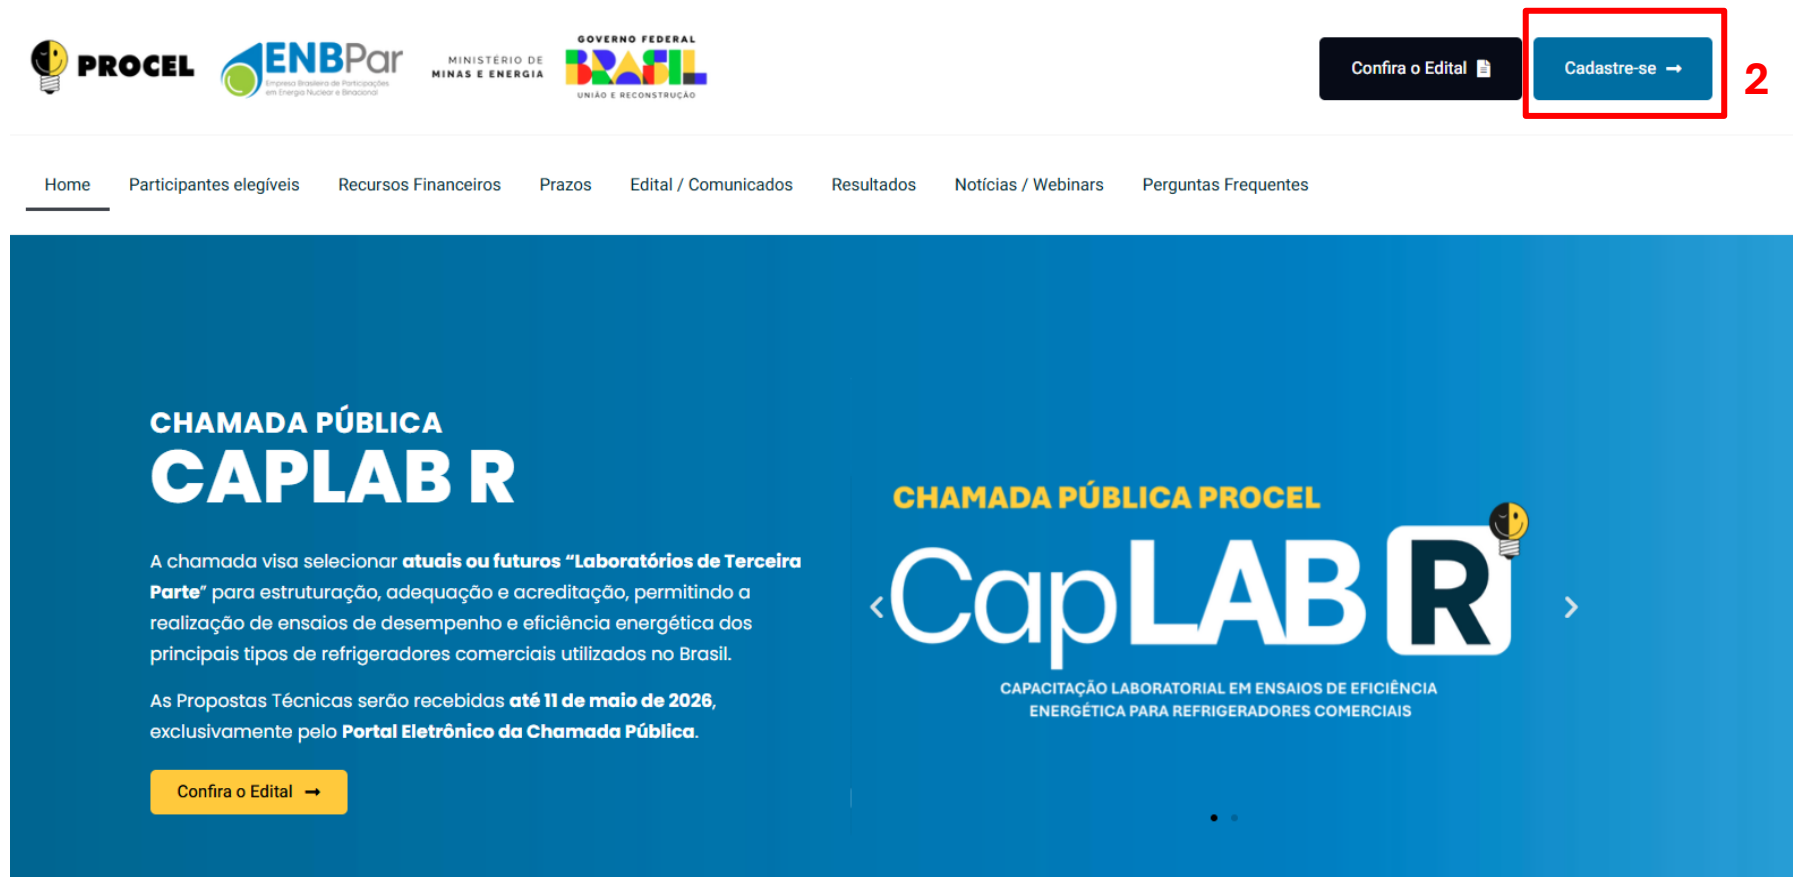 PROCEL
ENBPar
Empresa Brasileira de Participações
em Energia Nuclear e Binacional
MINISTÉRIO DE
MINAS E ENERGIA
GOVERNO FEDERAL
BRASIL
UNIÃO E RECONSTRUÇÃO
Confira o Edital
Cadastre-se →
2
Home
Participantes elegíveis
Recursos Financeiros
Prazos
Edital / Comunicados
Resultados
Notícias / Webinars
Perguntas Frequentes
CHAMADA PÚBLICA
CAPLAB R
A chamada visa selecionar atuais ou futuros “Laboratórios de Terceira
Parte” para estruturação, adequação e acreditação, permitindo a
realização de ensaios de desempenho e eficiência energética dos
principais tipos de refrigeradores comerciais utilizados no Brasil.
As Propostas Técnicas serão recebidas até 11 de maio de 2026,
exclusivamente pelo Portal Eletrônico da Chamada Pública.
Confira o Edital →
CHAMADA PÚBLICA PROCEL
CapLAB R
CAPACITAÇÃO LABORATORIAL EM ENSAIOS DE EFICIÊNCIA
ENERGÉTICA PARA REFRIGERADORES COMERCIAIS